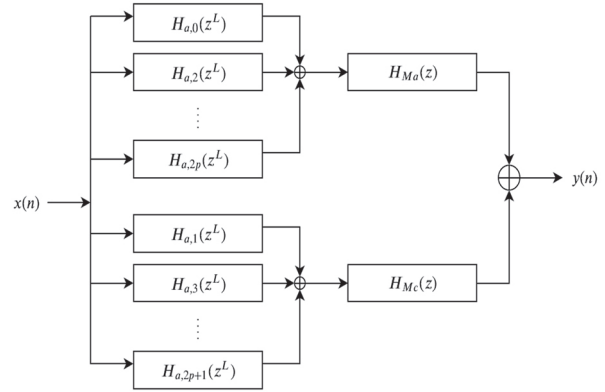 H_{a,0}(z^L)
H_{a,2}(z^L)
H_{Ma}(z)
⋮
H_{a,2p}(z^L)
x(n)
y(n)
H_{a,1}(z^L)
H_{a,3}(z^L)
H_{Mc}(z)
⋮
H_{a,2p+1}(z^L)